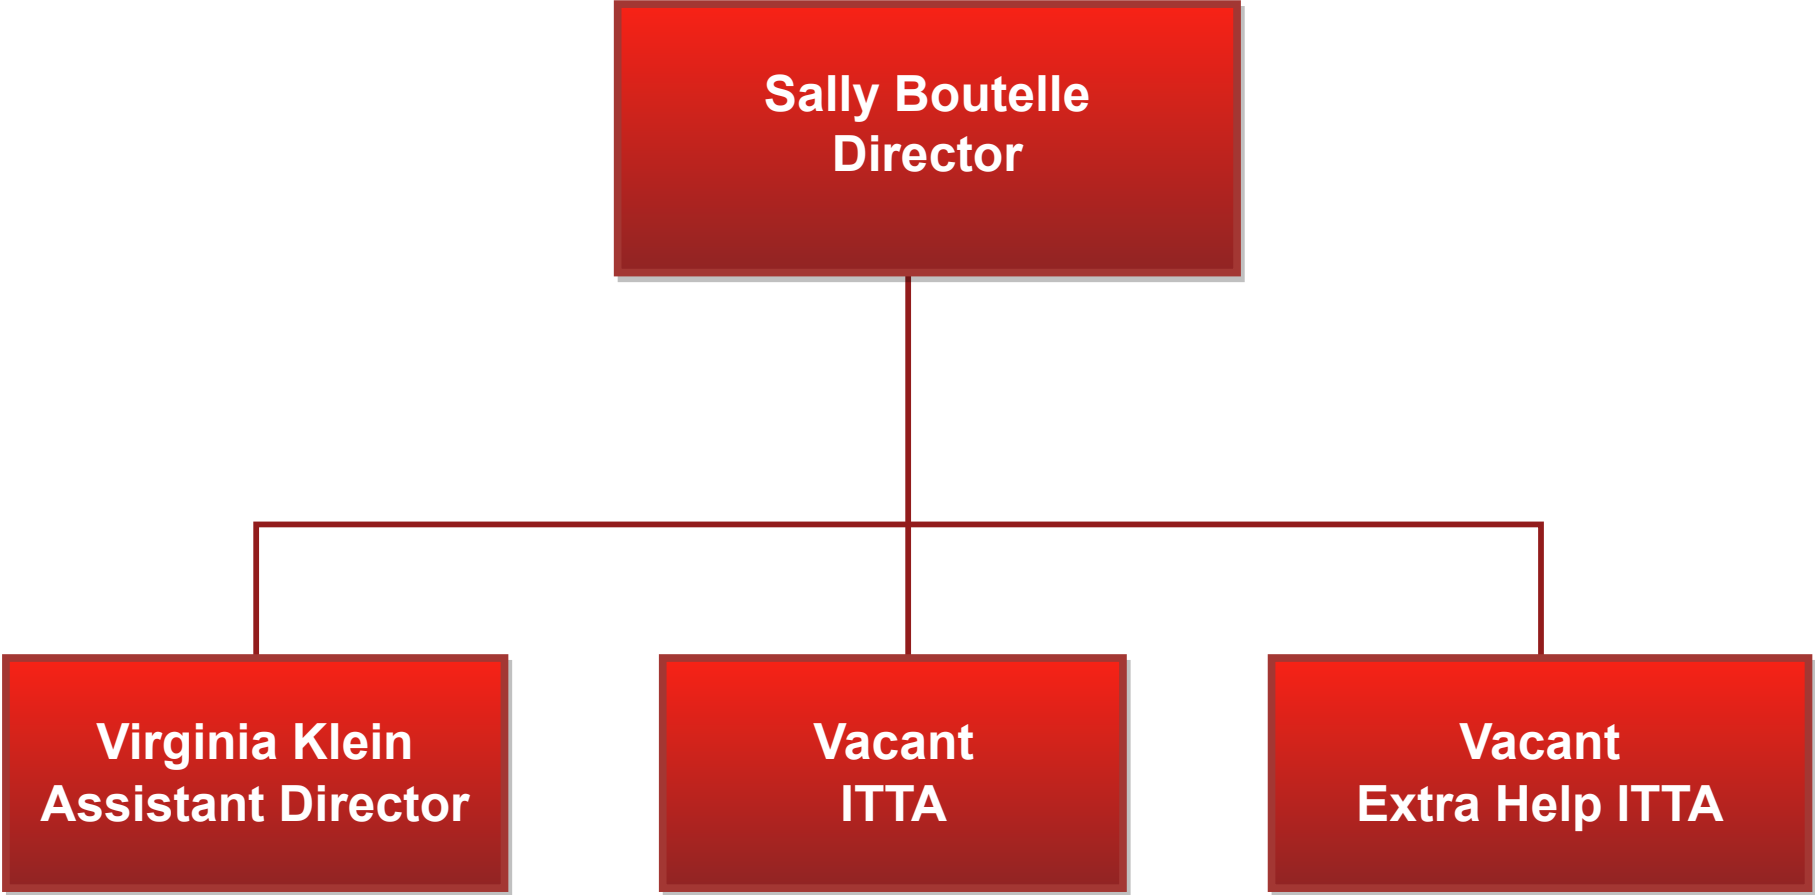 Sally Boutelle
Director
Virginia Klein
Assistant Director
Vacant
ITTA
Vacant
Extra Help ITTA